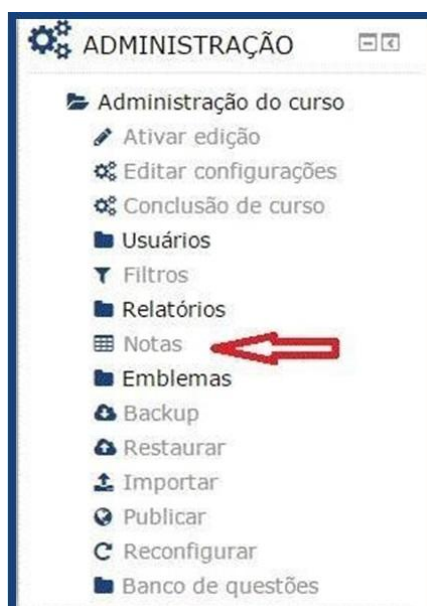 ADMINISTRAÇÃO
Administração do curso
Ativar edição
Editar configurações
Conclusão de curso
Usuários
Filtros
Relatórios
Notas
Emblemas
Backup
Restaurar
Importar
Publicar
Reconfigurar
Banco de questões